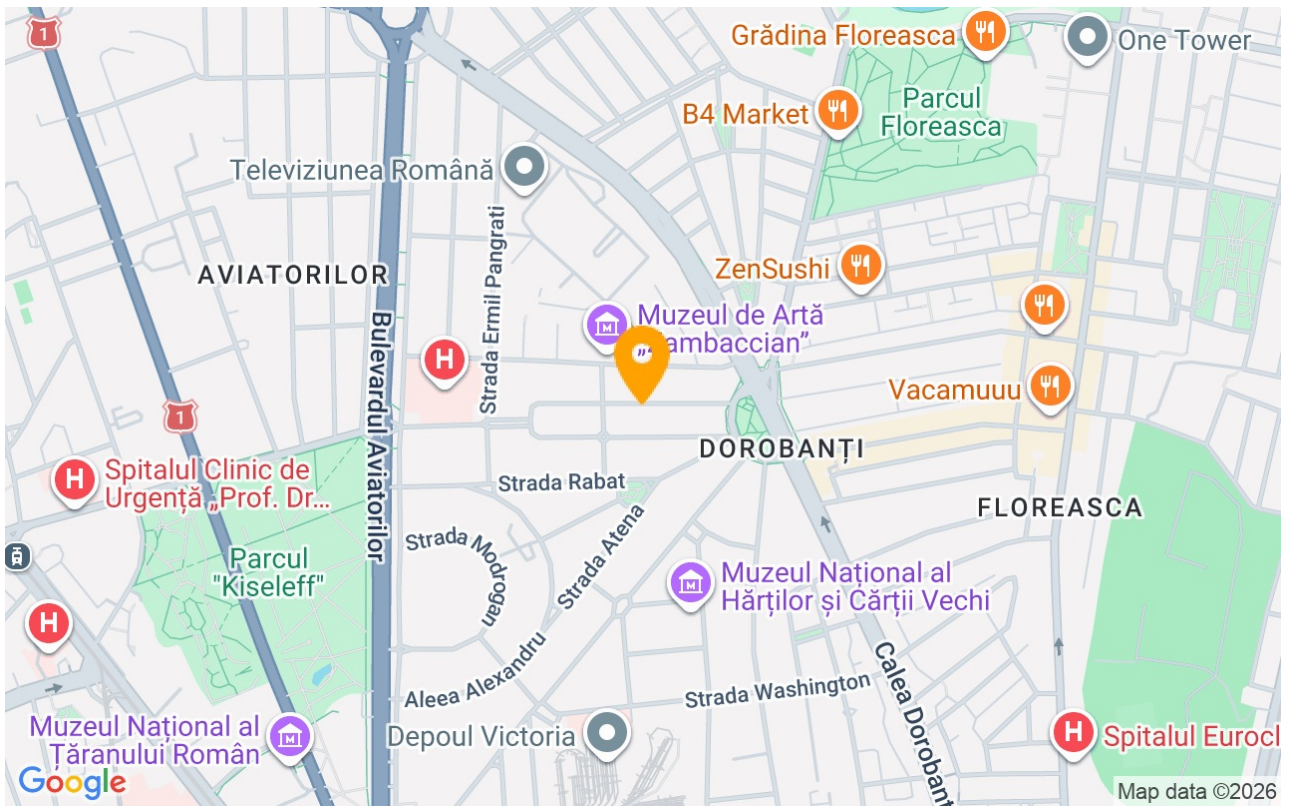 1
Grădina Floreasca
One Tower
B4 Market
Parcul
Floreasca
Televiziunea Română
Strada Ermil Pangrati
AVIATORILOR
ZenSushi
Muzeul de Artă
ambaccian”
Bulevardul Aviatorilor
H
Vacamuuu
1
DOROBANȚI
H
Spitalul Clinic de
Urgență „Prof. Dr...
Strada Rabat
FLOREASCA
Strada Modrogan
Strada Atena
Parcul
"Kiseleff"
Muzeul Național al
Hărților și Cărții Vechi
H
Aleea Alexandru
Strada Washington
Calea Dorobanț
Muzeul Național al
Țăranului Român
Depoul Victoria
H
Spitalul Eurocl
Google
Map data ©2026